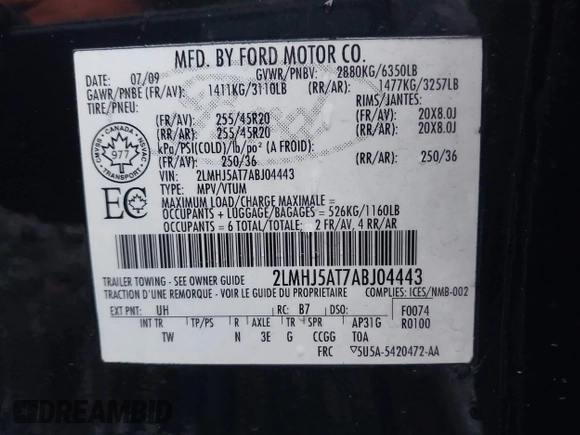 MFD. BY FORD MOTOR CO.
DATE: 07/09 GVWR/PNBV: 2880KG/6350LB
GAWR/PNBE (FR/AV): 1411KG/3110LB (RR/AR): 1477KG/3257LB
TIRE/PNEU: RIMS/JANTES:
(FR/AV): 255/45R20 (FR/AV): 20X8.0J
(RR/AR): 255/45R20 (RR/AR): 20X8.0J
kPa/PSI(COLD)/lb/po² (A FROID):
(FR/AV): 250/36 (RR/AR): 250/36
VIN: 2LMHJ5AT7ABJ04443
TYPE: MPV/VTUM
MAXIMUM LOAD/CHARGE MAXIMALE =
OCCUPANTS + LUGGAGE/BAGAGES = 526KG/1160LB
OCCUPANTS = 6 TOTAL/TOTALE: 2 FR/AV, 4 RR/AR
CANADA
977
TRANSPORT
EC
2LMHJ5AT7ABJ04443
TRAILER TOWING - SEE OWNER GUIDE
TRACTION D'UNE REMORQUE - VOIR LE GUIDE DU PROPRIETAIRE COMPLIES: ICES/NMB-002
EXT PNT: UH RC: B7 DSO: F0074
R0100
INT TR TP/PS R AXLE TR SPR AP31G
TW N 3E G CCGG TOA
FRC 5U5A-5420472-AA
DREAMBID